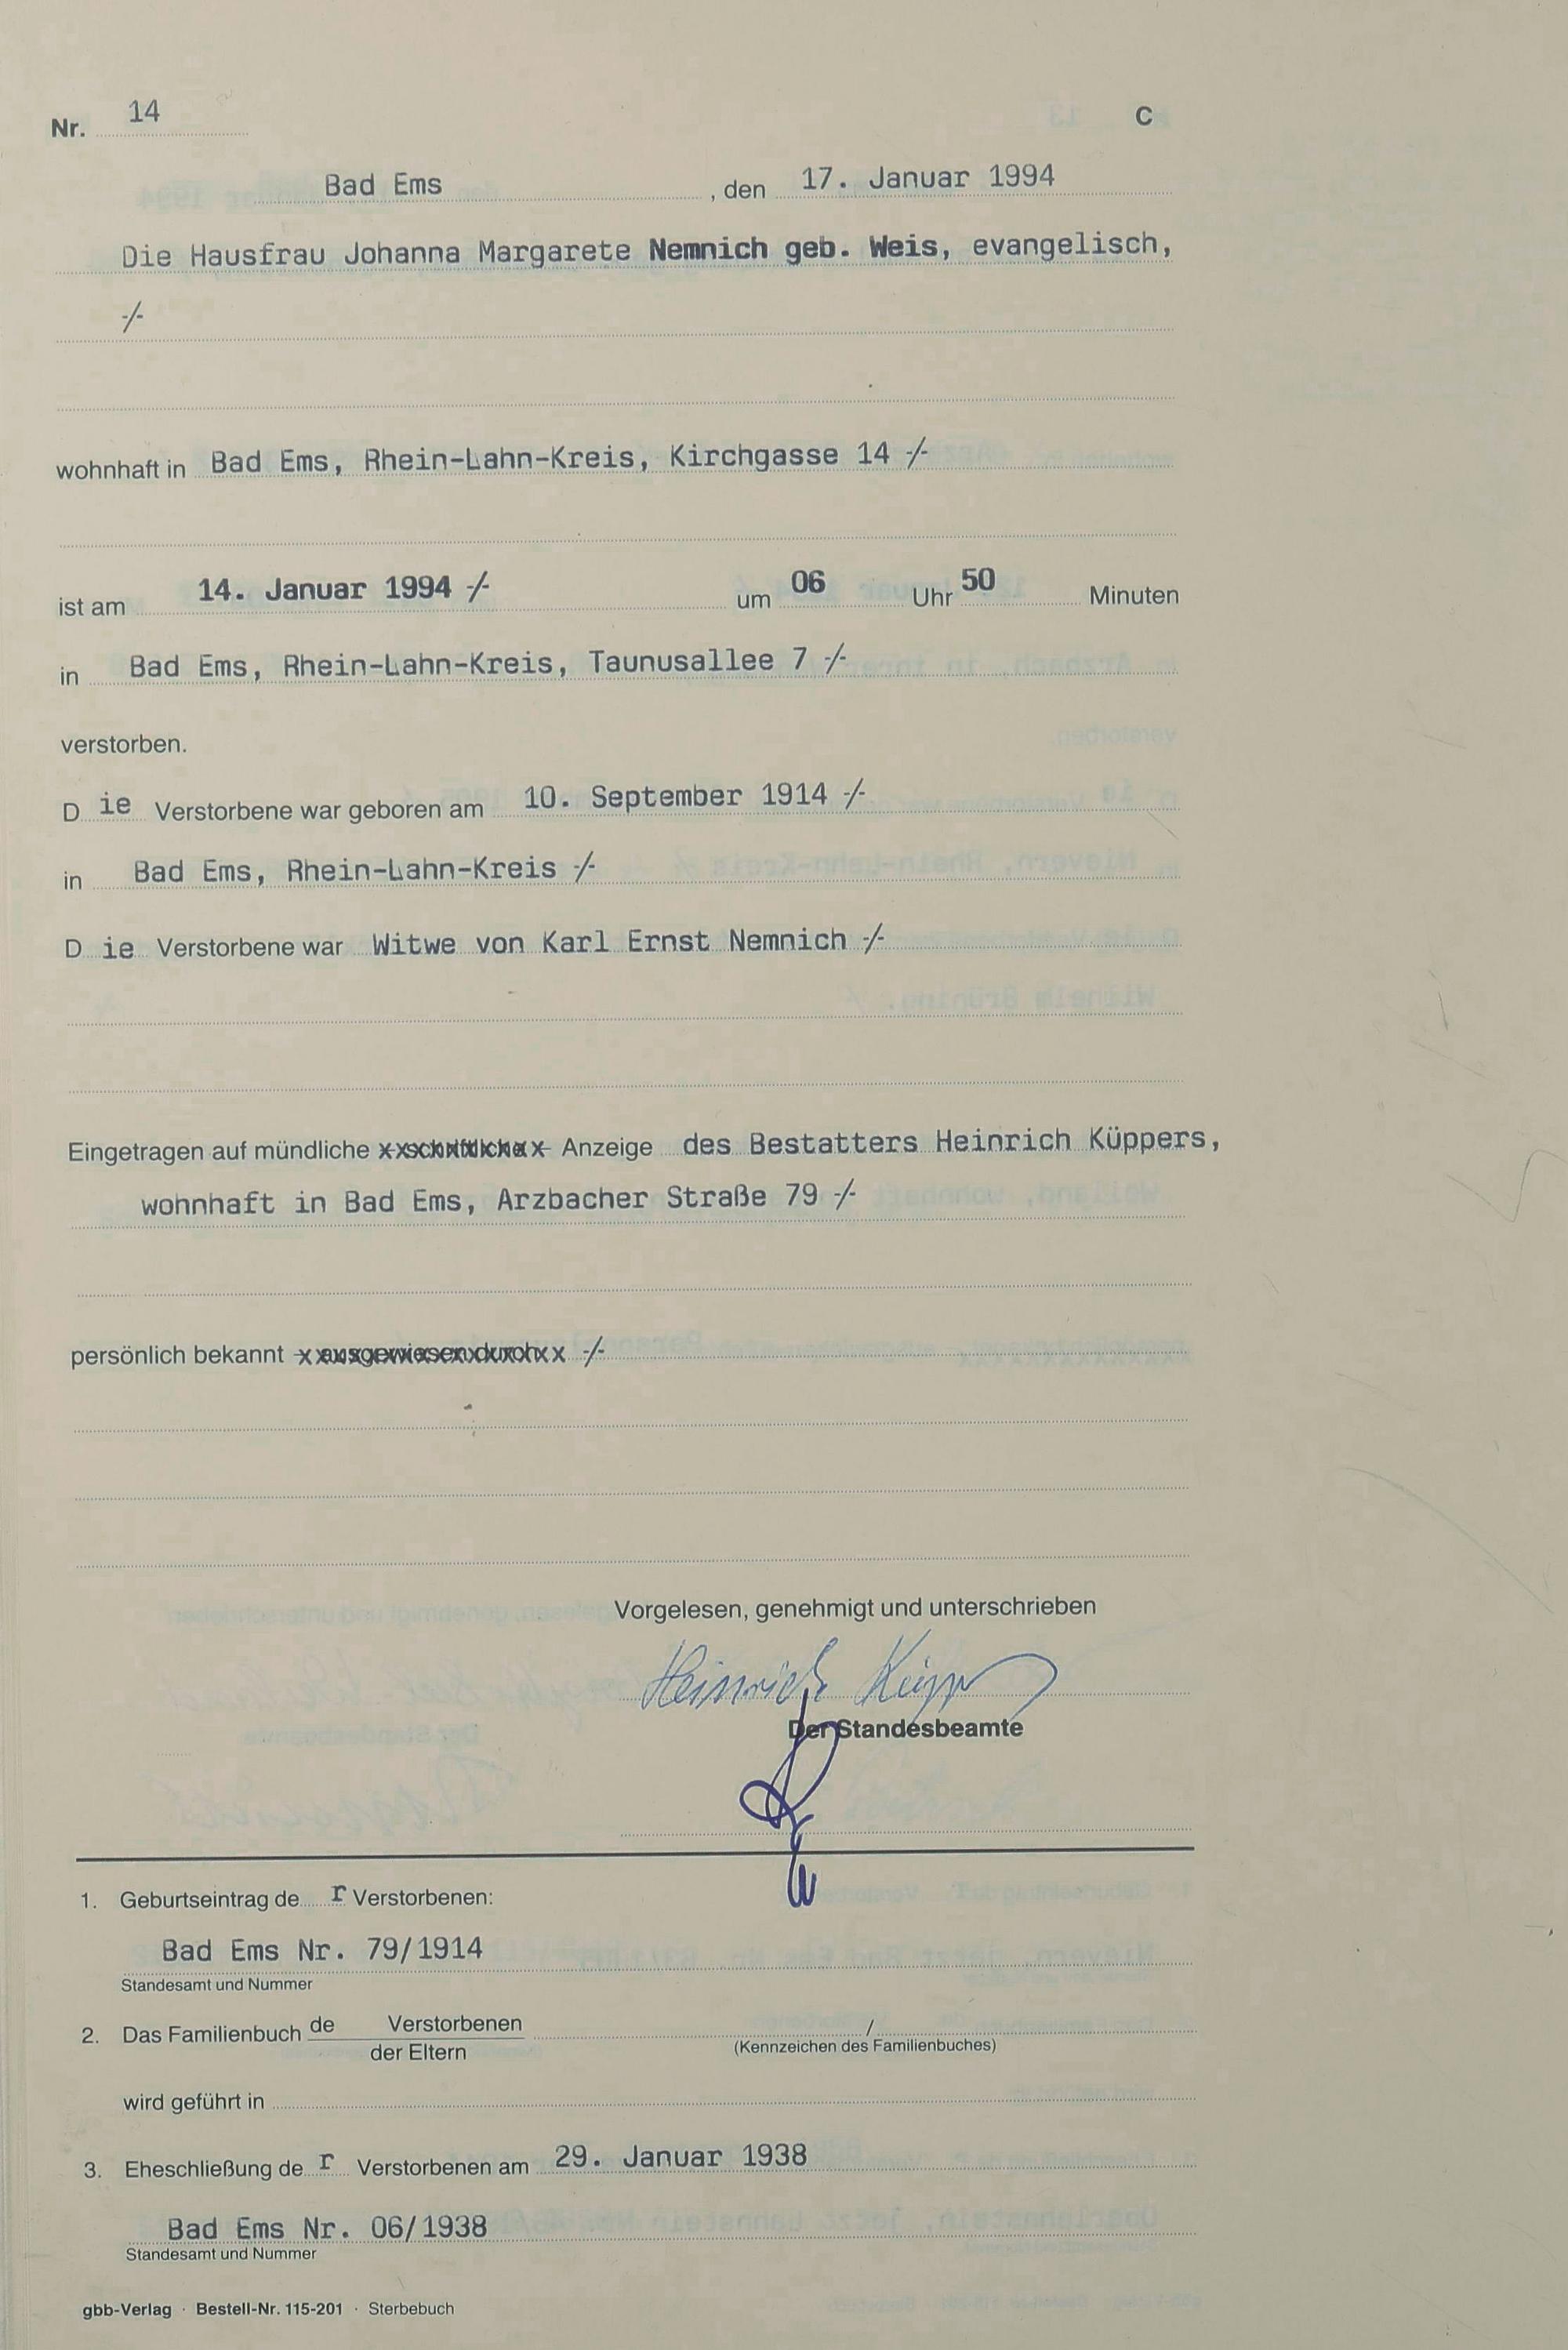 Nr. 14 C
Bad Ems, den 17. Januar 1994
Die Hausfrau Johanna Margarete Nemnich geb. Weis, evangelisch,
-/-
wohnhaft in Bad Ems, Rhein-Lahn-Kreis, Kirchgasse 14 -/-
ist am 14. Januar 1994 -/- um 06 Uhr 50 Minuten
in Bad Ems, Rhein-Lahn-Kreis, Taunusallee 7 -/-
verstorben.
Die Verstorbene war geboren am 10. September 1914 -/-
in Bad Ems, Rhein-Lahn-Kreis -/-
Die Verstorbene war Witwe von Karl Ernst Nemnich -/-
Eingetragen auf mündliche - schriftliche - Anzeige des Bestatters Heinrich Küppers,
wohnhaft in Bad Ems, Arzbacher Straße 79 -/-
persönlich bekannt - ausgewiesen durch -/-
Vorgelesen, genehmigt und unterschrieben
Heinrich Küppers
Der Standesbeamte
1. Geburtseintrag der Verstorbenen:
Bad Ems Nr. 79/1914
Standesamt und Nummer
2. Das Familienbuch de Verstorbenen /
der Eltern (Kennzeichen des Familienbuches)
wird geführt in
3. Eheschließung der Verstorbenen am 29. Januar 1938
Bad Ems Nr. 06/1938
Standesamt und Nummer
gbb-Verlag · Bestell-Nr. 115-201 · Sterbebuch